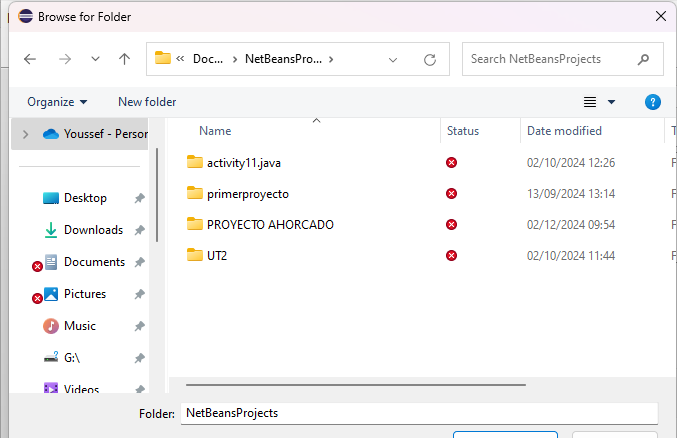 Browse for Folder
Doc... NetBeansPro...
Search NetBeansProjects
Organize
New folder
?
Name
Status
Date modified
Youssef - Person
activity11.java
02/10/2024 12:26
primerproyecto
13/09/2024 13:14
Desktop
PROYECTO AHORCADO
02/12/2024 09:54
Downloads
UT2
02/10/2024 11:44
Documents
Pictures
Music
G:\
Videos
Folder:
NetBeansProjects